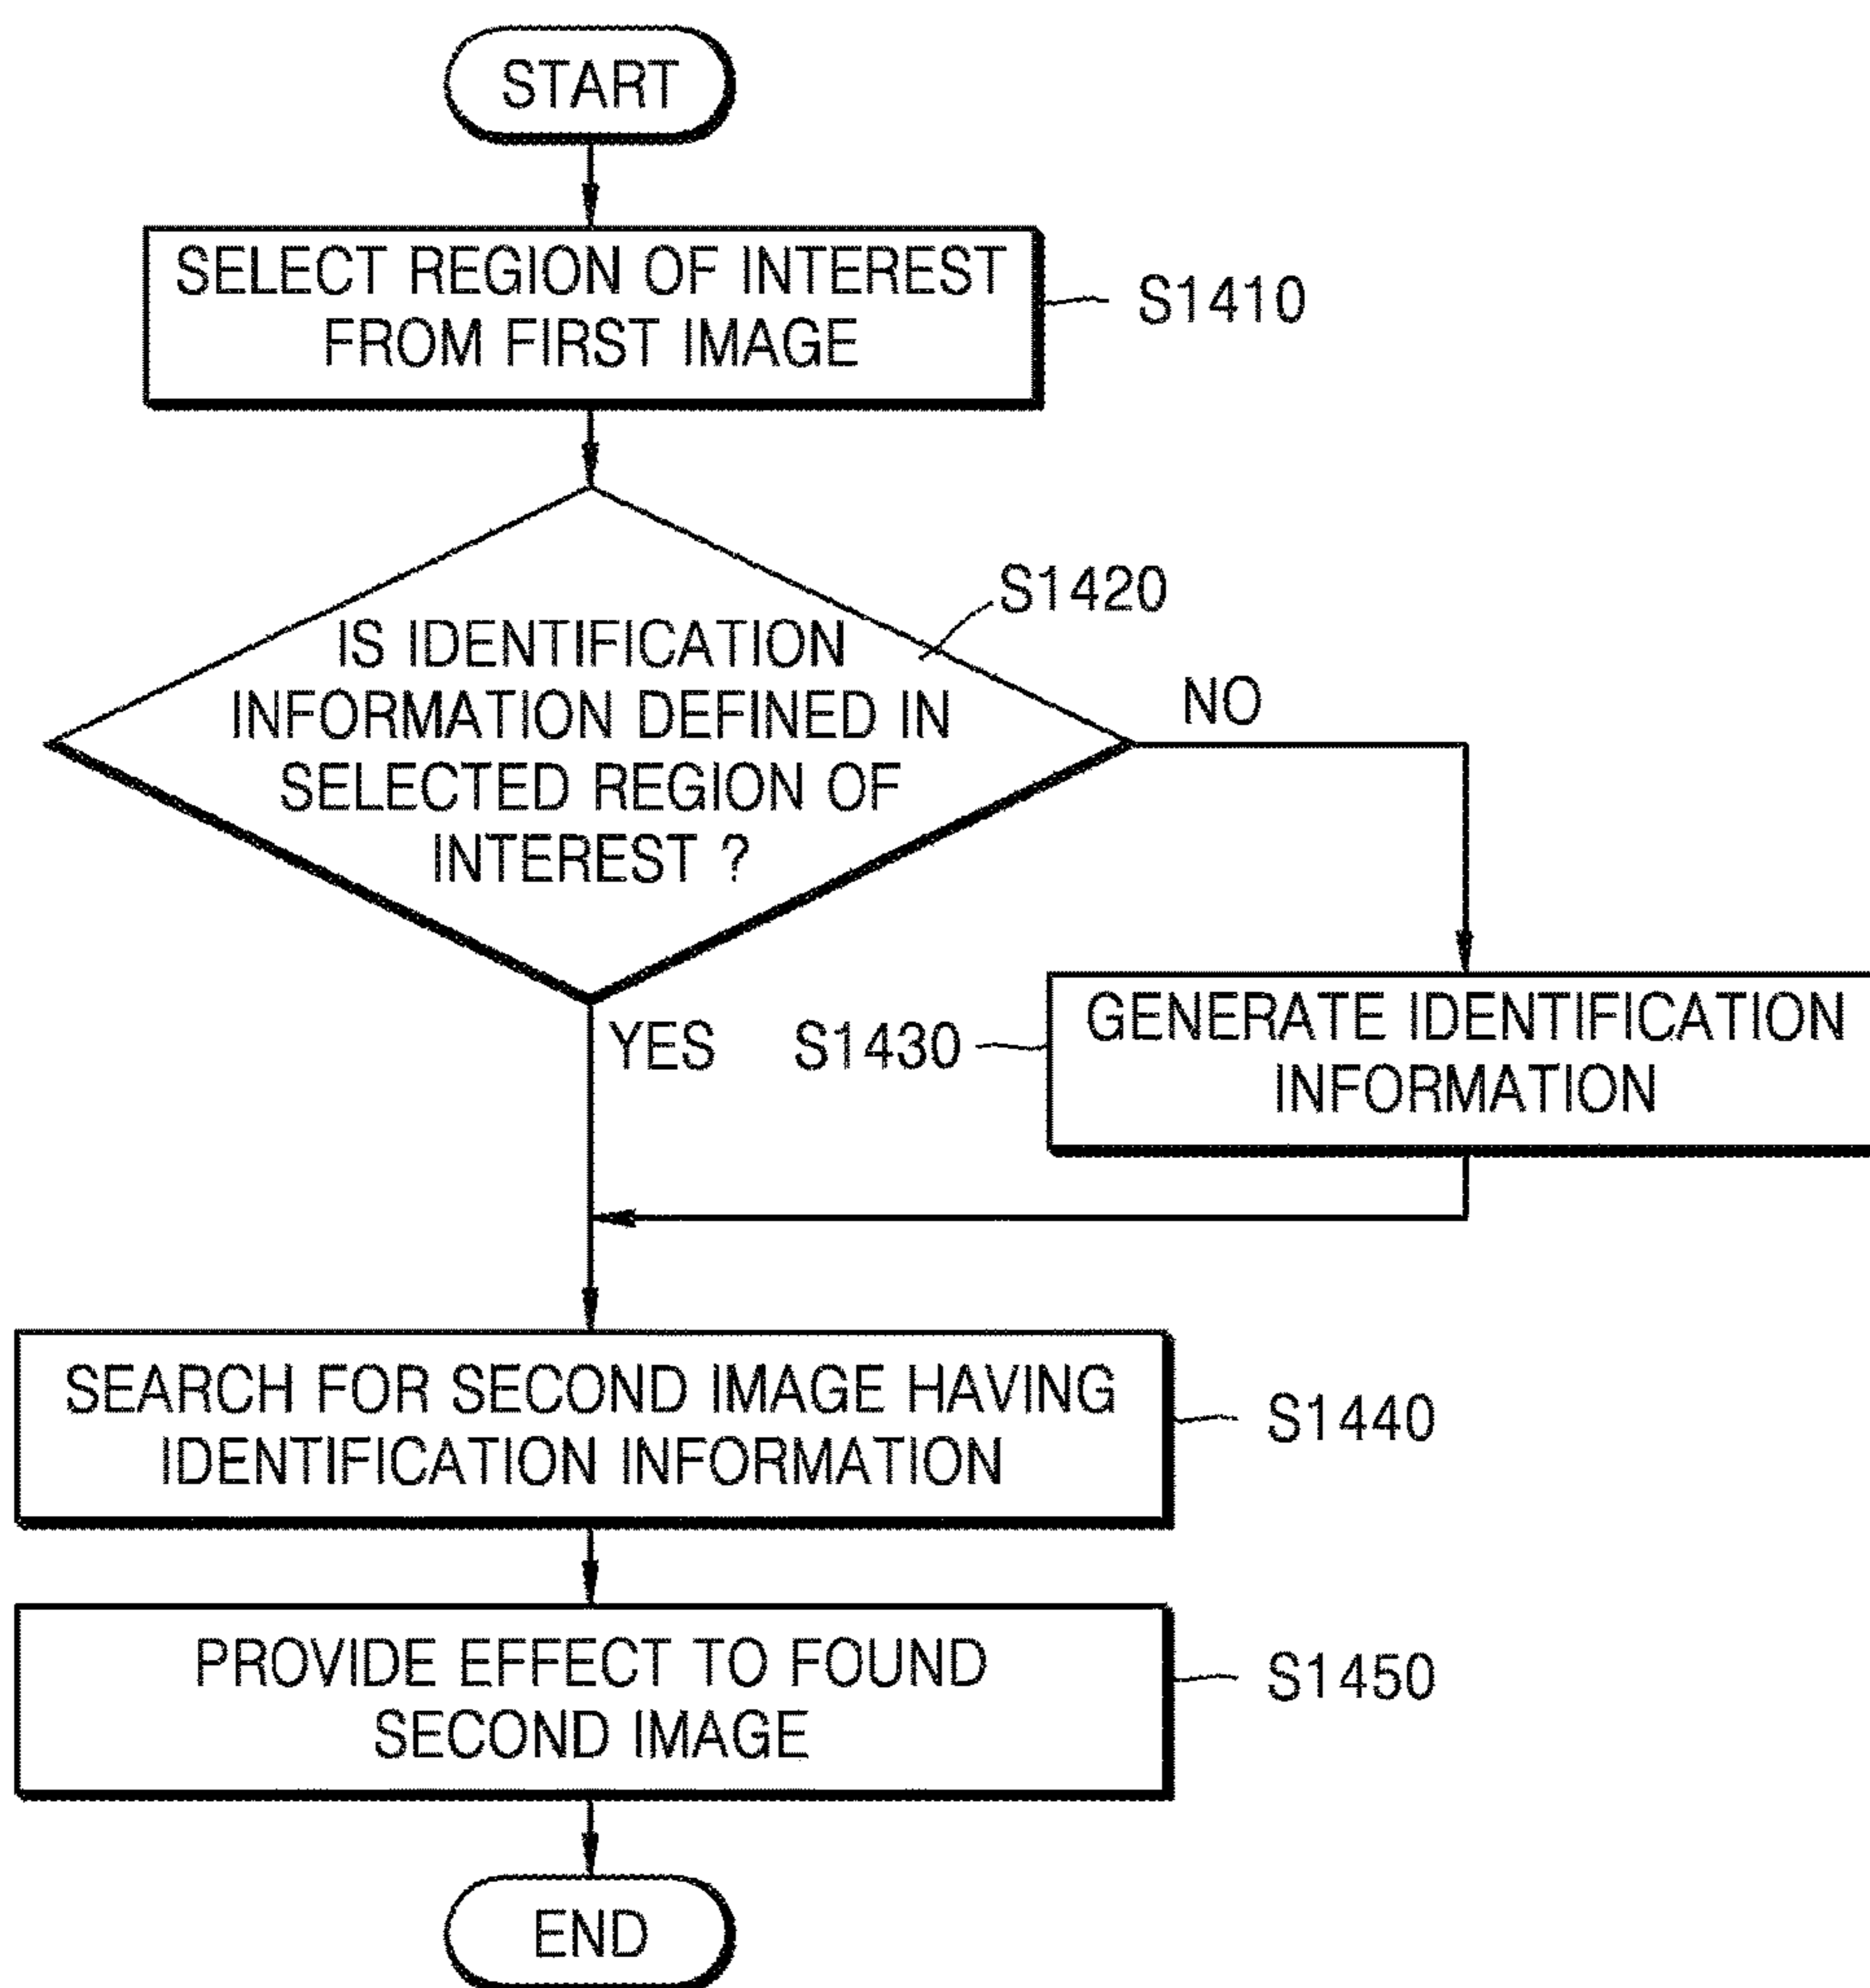 START
SELECT REGION OF INTEREST
FROM FIRST IMAGE
S1410
S1420
IS IDENTIFICATION
INFORMATION DEFINED IN
SELECTED REGION OF
INTEREST ?
NO
YES
S1430
GENERATE IDENTIFICATION
INFORMATION
SEARCH FOR SECOND IMAGE HAVING
IDENTIFICATION INFORMATION
S1440
PROVIDE EFFECT TO FOUND
SECOND IMAGE
S1450
END